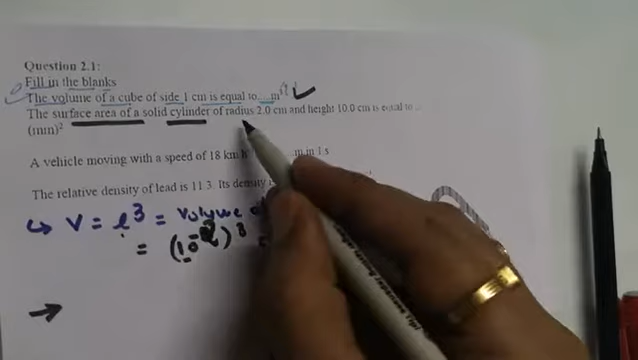 Question 2.1:
Fill in the blanks
The volume of a cube of side 1 cm is equal to.....m³
The surface area of a solid cylinder of radius 2.0 cm and height 10.0 cm is equal to ...
(mm)²
A vehicle moving with a speed of 18 km h m in 1 s
The relative density of lead is 11.3. Its density
↪ V = l³ = Volume
= (10⁻²)³
→